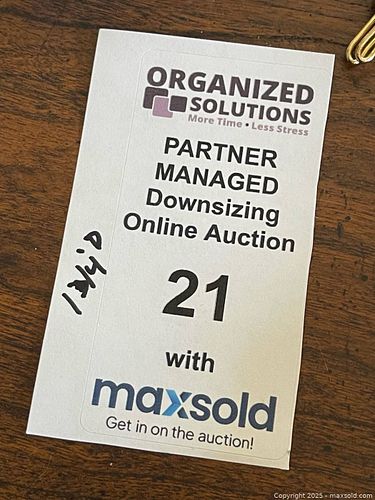 ORGANIZED
SOLUTIONS
More Time • Less Stress
PARTNER
MANAGED
Downsizing
Online Auction
21
with
maxsold
Get in on the auction!
Copyright 2025 - maxsold.com